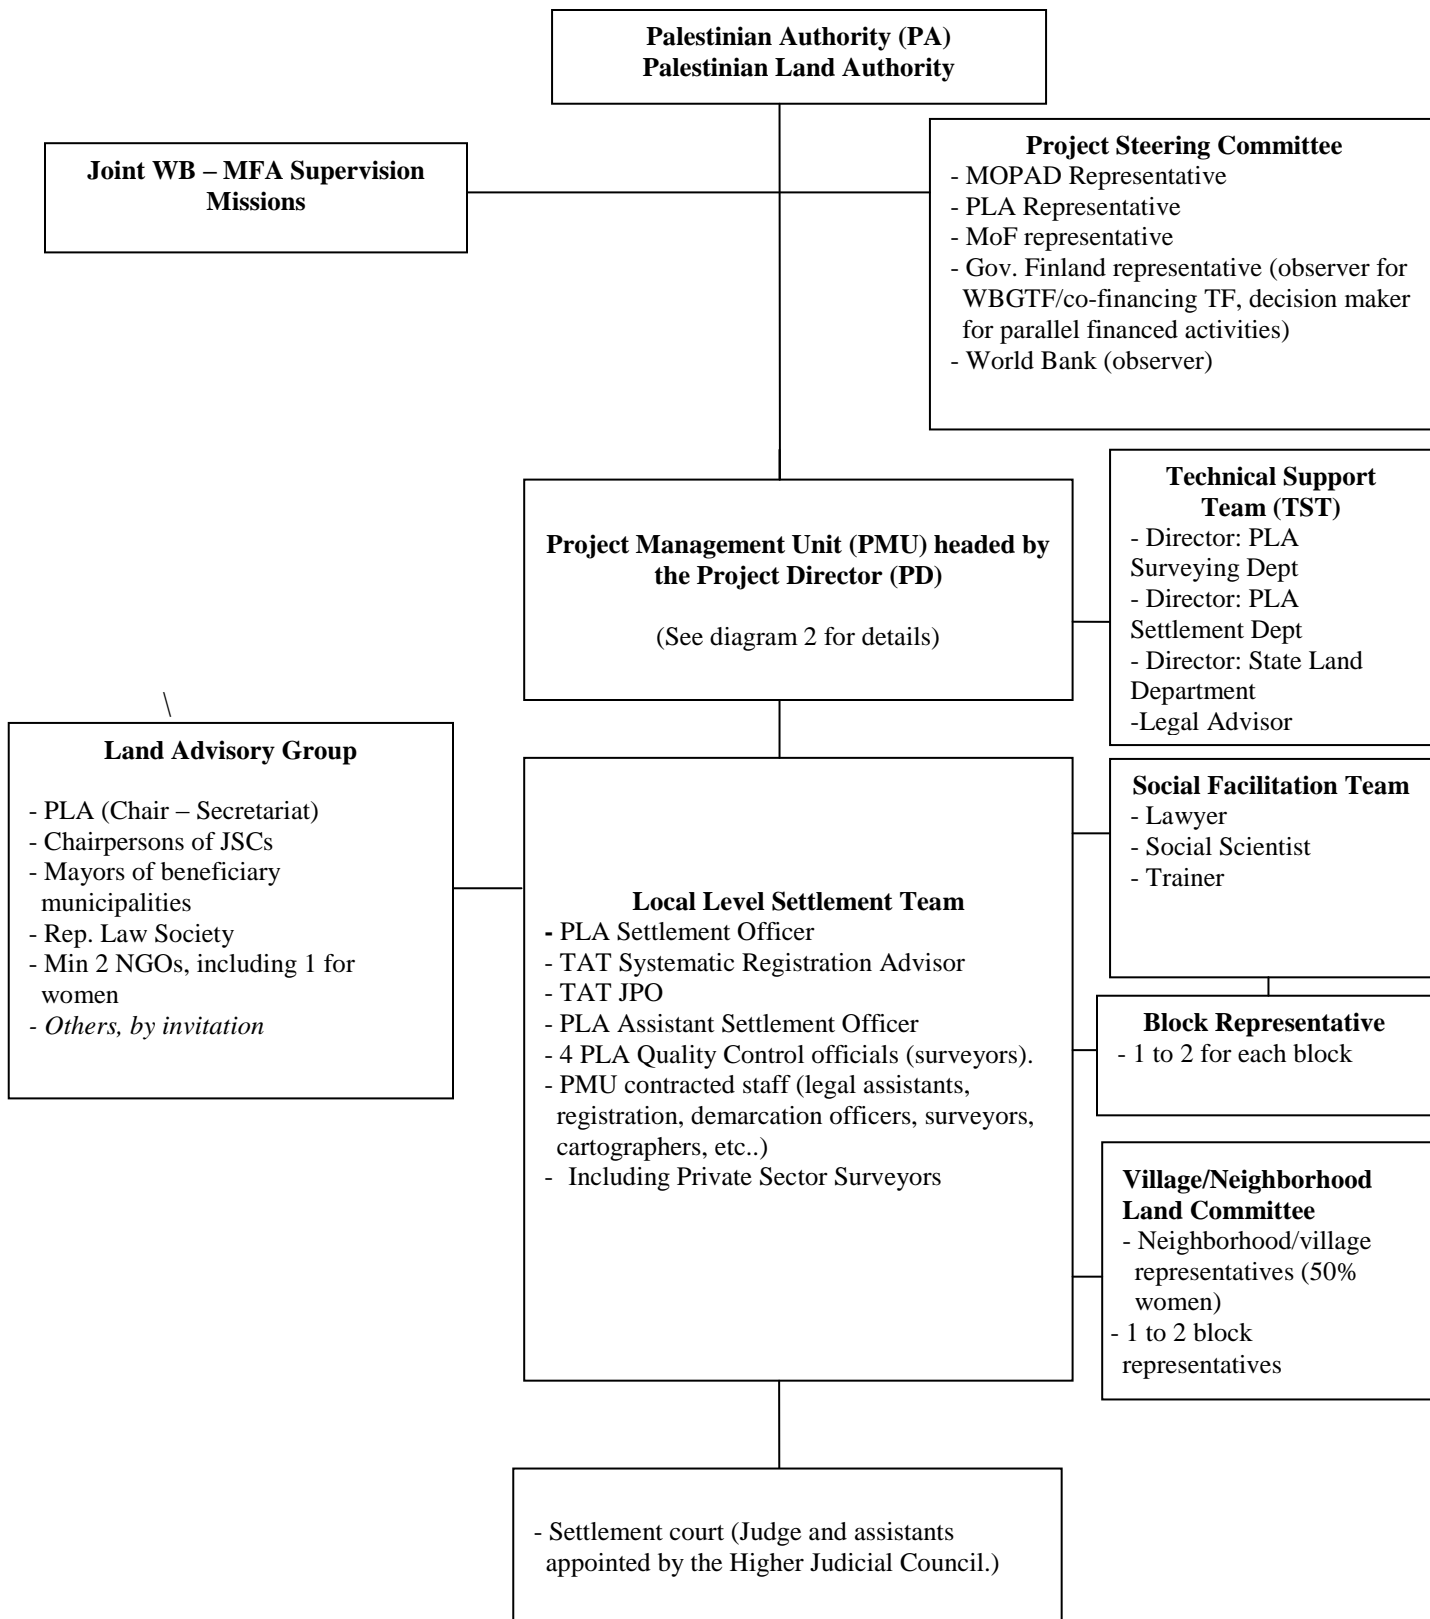 Palestinian Authority (PA)
Palestinian Land Authority
Joint WB – MFA Supervision
Missions
Project Steering Committee
- MOPAD Representative
- PLA Representative
- MoF representative
- Gov. Finland representative (observer for
WBGTF/co-financing TF, decision maker
for parallel financed activities)
- World Bank (observer)
Project Management Unit (PMU) headed by
the Project Director (PD)
(See diagram 2 for details)
Technical Support
Team (TST)
- Director: PLA
Surveying Dept
- Director: PLA
Settlement Dept
- Director: State Land
Department
-Legal Advisor
\
Land Advisory Group
- PLA (Chair – Secretariat)
- Chairpersons of JSCs
- Mayors of beneficiary
municipalities
- Rep. Law Society
- Min 2 NGOs, including 1 for
women
- Others, by invitation
Local Level Settlement Team
- PLA Settlement Officer
- TAT Systematic Registration Advisor
- TAT JPO
- PLA Assistant Settlement Officer
- 4 PLA Quality Control officials (surveyors).
- PMU contracted staff (legal assistants,
registration, demarcation officers, surveyors,
cartographers, etc..)
- Including Private Sector Surveyors
Social Facilitation Team
- Lawyer
- Social Scientist
- Trainer
Block Representative
- 1 to 2 for each block
Village/Neighborhood
Land Committee
- Neighborhood/village
representatives (50%
women)
- 1 to 2 block
representatives
- Settlement court (Judge and assistants
appointed by the Higher Judicial Council.)